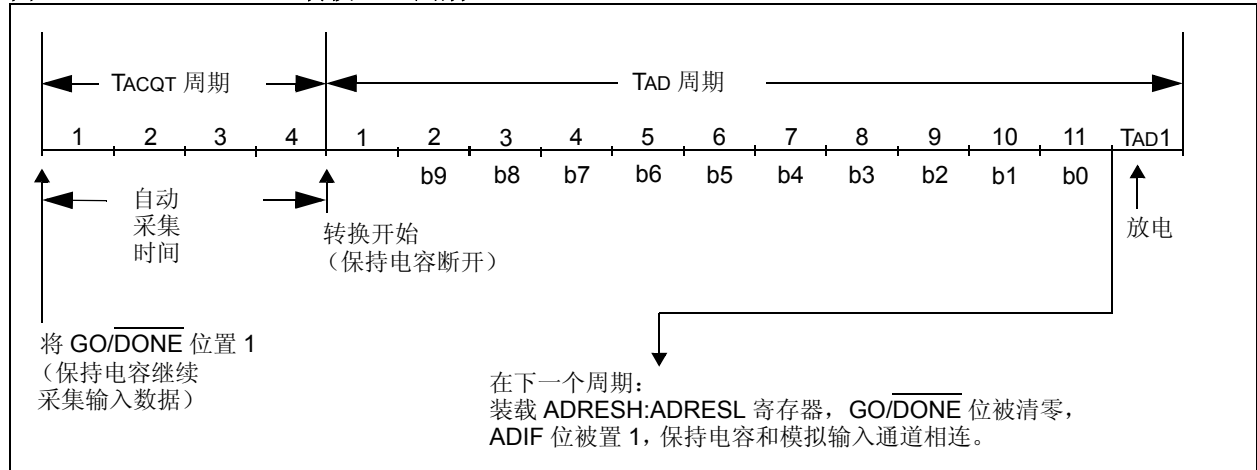 TACQT 周期 TAD 周期
1 2 3 4 1 2 3 4 5 6 7 8 9 10 11 TAD1
b9 b8 b7 b6 b5 b4 b3 b2 b1 b0
自动
采集
时间
转换开始
（保持电容断开）
放电
将 GO/DONE 位置 1
（保持电容继续
采集输入数据）
在下一个周期：
装载 ADRESH:ADRESL 寄存器，GO/DONE 位被清零，
ADIF 位被置 1，保持电容和模拟输入通道相连。